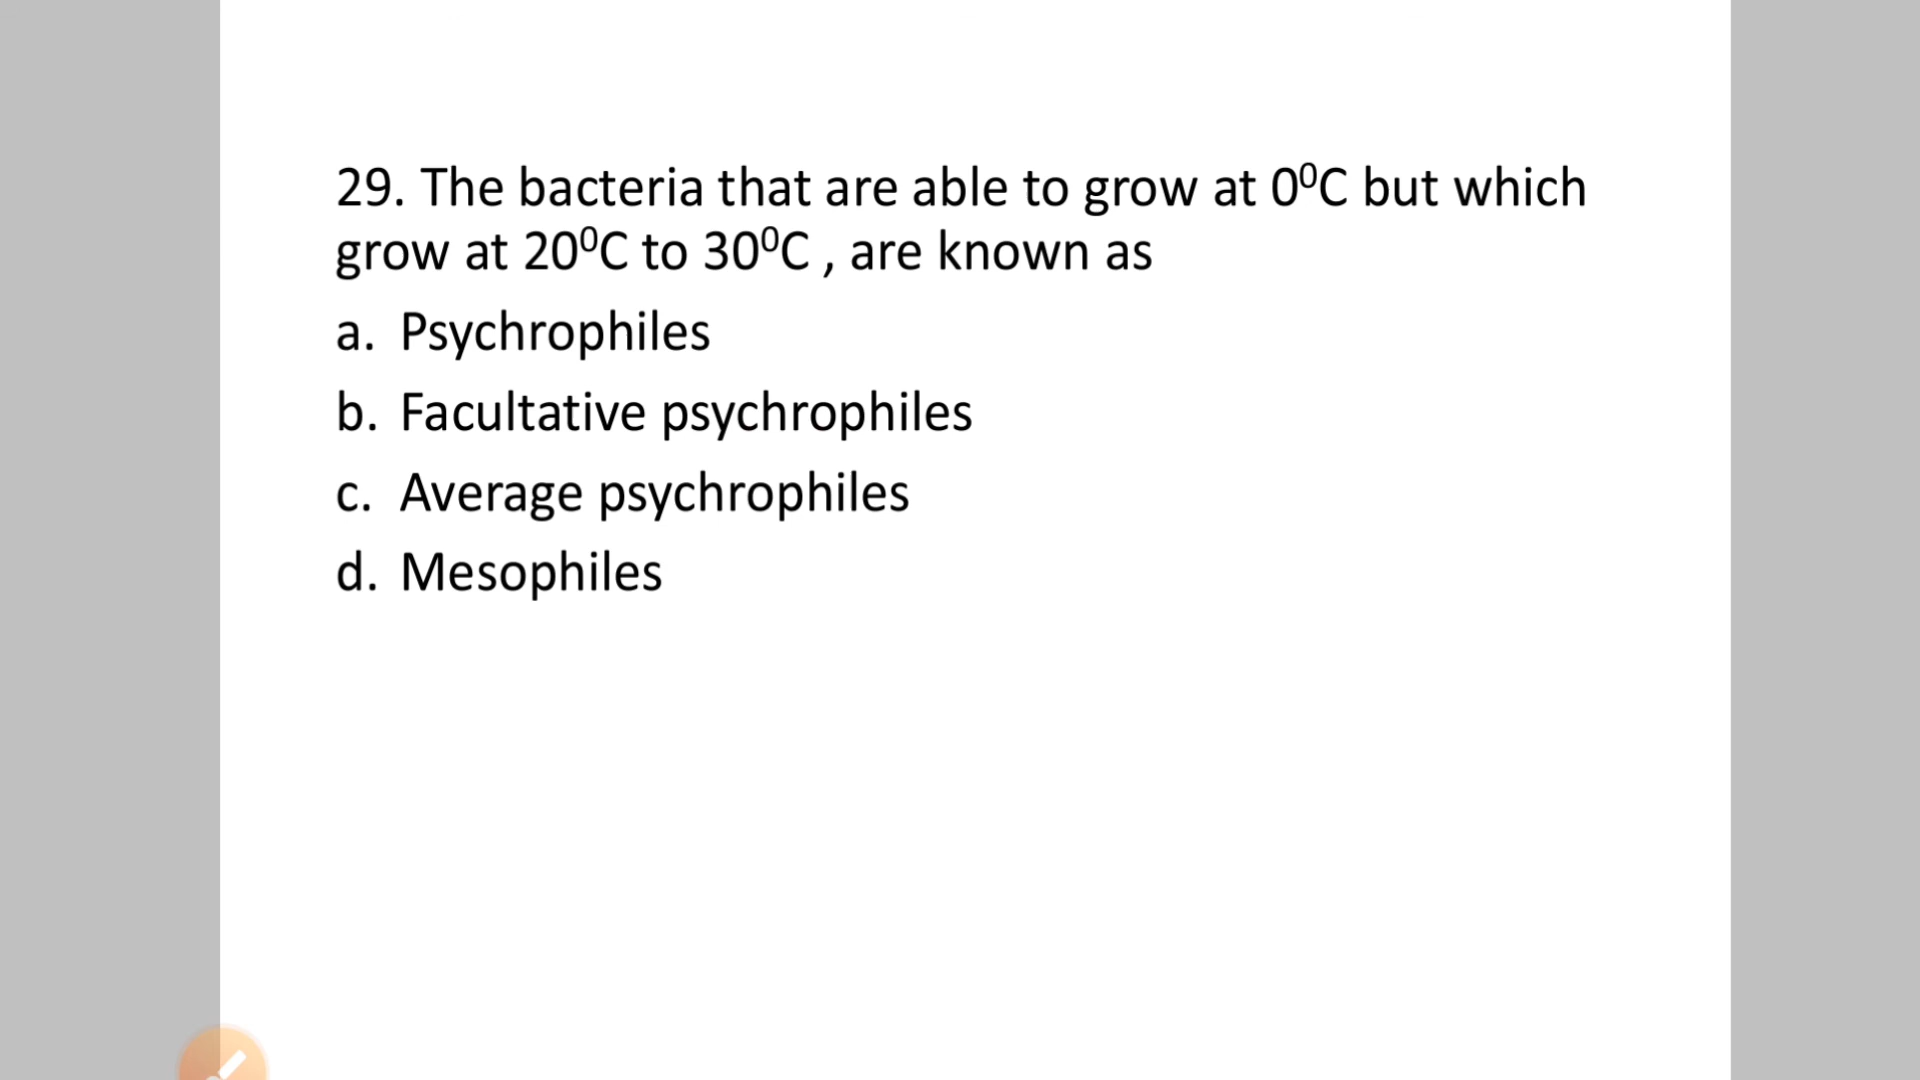 29. The bacteria that are able to grow at 0⁰C but which
grow at 20⁰C to 30⁰C , are known as
a. Psychrophiles
b. Facultative psychrophiles
c. Average psychrophiles
d. Mesophiles